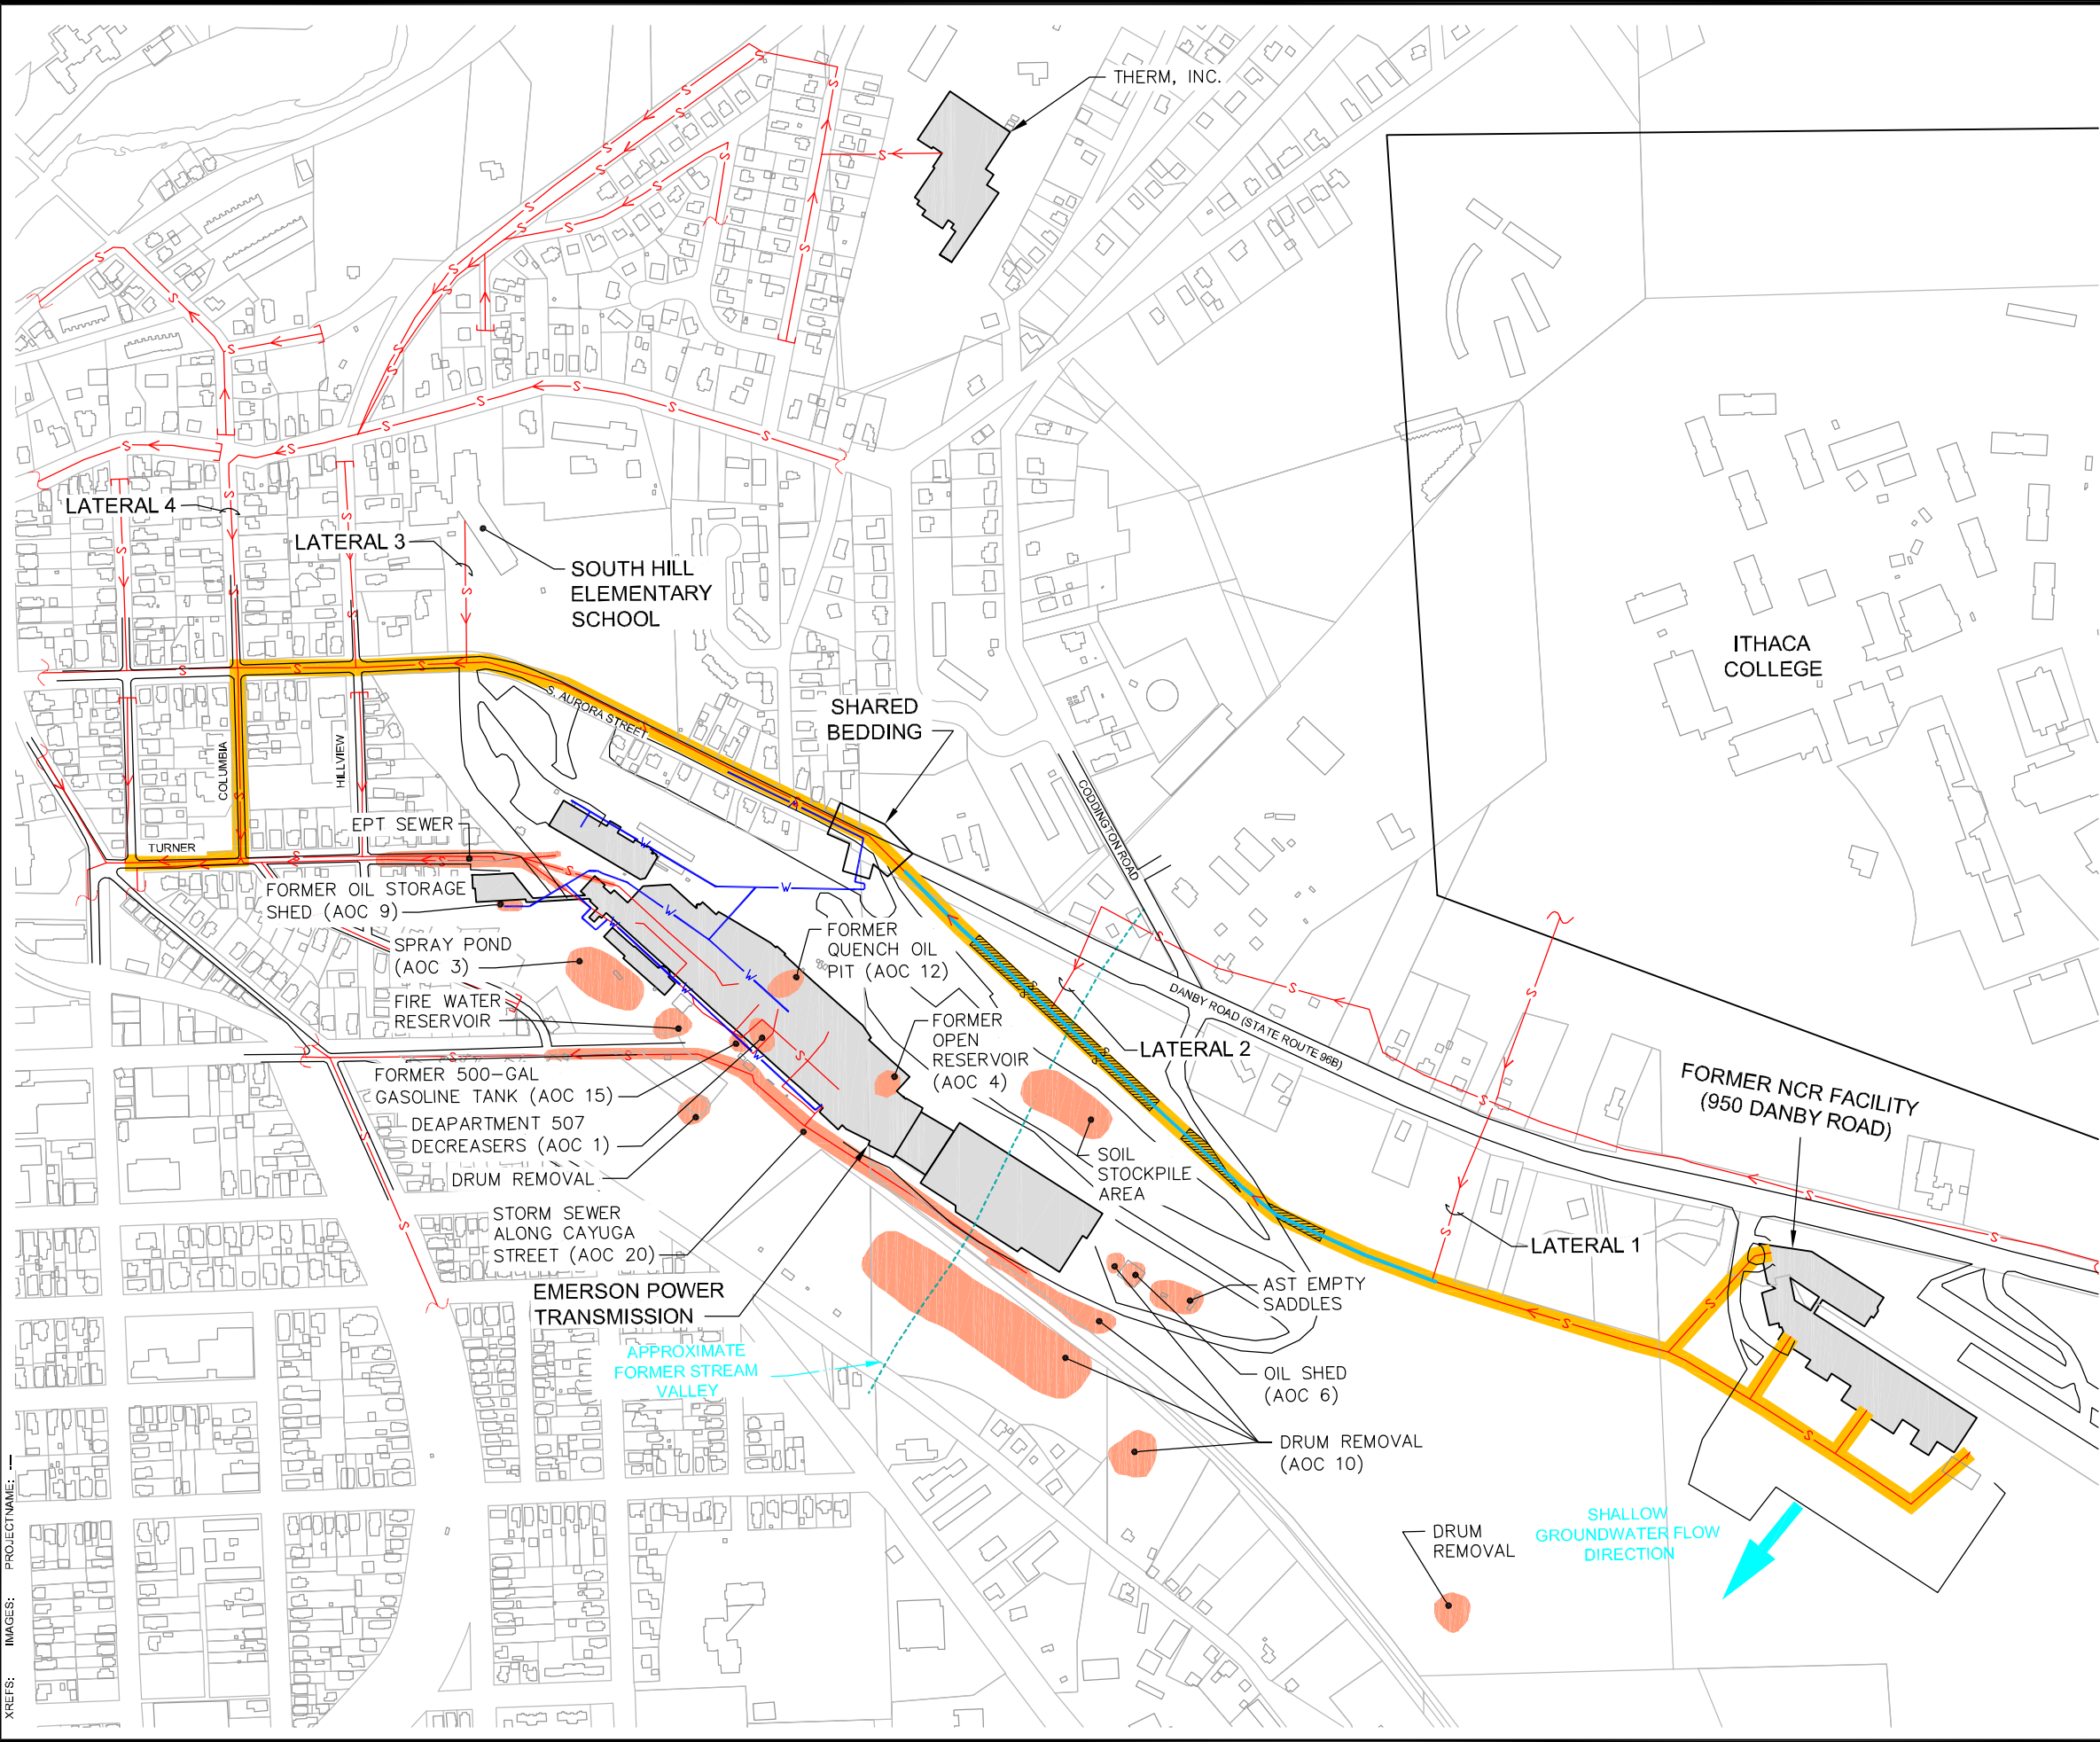 THERM, INC.
LATERAL 4
LATERAL 3
SOUTH HILL
ELEMENTARY
SCHOOL
ITHACA
COLLEGE
SHARED
BEDDING
S. AURORA STREET
COLUMBIA
HILLVIEW
TURNER
CODDINGTON ROAD
EPT SEWER
FORMER OIL STORAGE
SHED (AOC 9)
SPRAY POND
(AOC 3)
FIRE WATER
RESERVOIR
FORMER
QUENCH OIL
PIT (AOC 12)
FORMER
OPEN
RESERVOIR
(AOC 4)
DANBY ROAD (STATE ROUTE 96B)
LATERAL 2
FORMER 500-GAL
GASOLINE TANK (AOC 15)
DEAPARTMENT 507
DECREASERS (AOC 1)
DRUM REMOVAL
SOIL
STOCKPILE
AREA
FORMER NCR FACILITY
(950 DANBY ROAD)
STORM SEWER
ALONG CAYUGA
STREET (AOC 20)
LATERAL 1
EMERSON POWER
TRANSMISSION
AST EMPTY
SADDLES
APPROXIMATE
FORMER STREAM
VALLEY
OIL SHED
(AOC 6)
DRUM REMOVAL
(AOC 10)
DRUM
REMOVAL
SHALLOW
GROUNDWATER FLOW
DIRECTION
XREFS: IMAGES: PROJECTNAME: ---